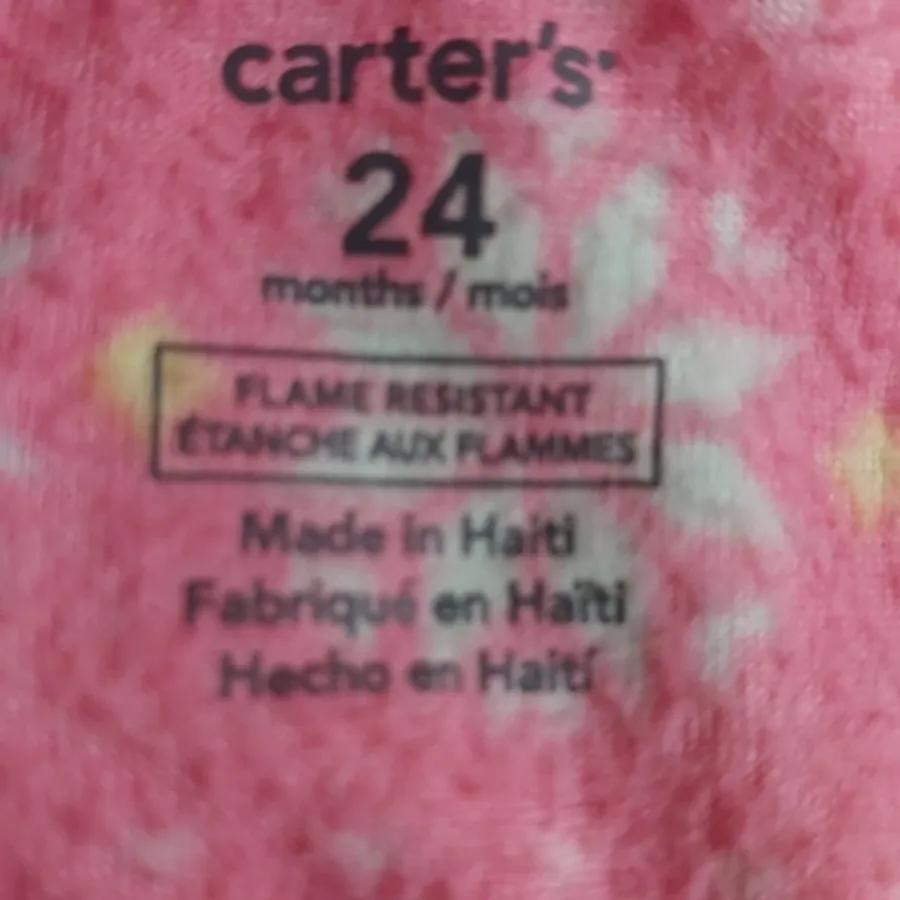 carter's
24
months / mois
FLAME RESISTANT
ÉTANCHE AUX FLAMMES
Made in Haiti
Fabriqué en Haïti
Hecho en Haití